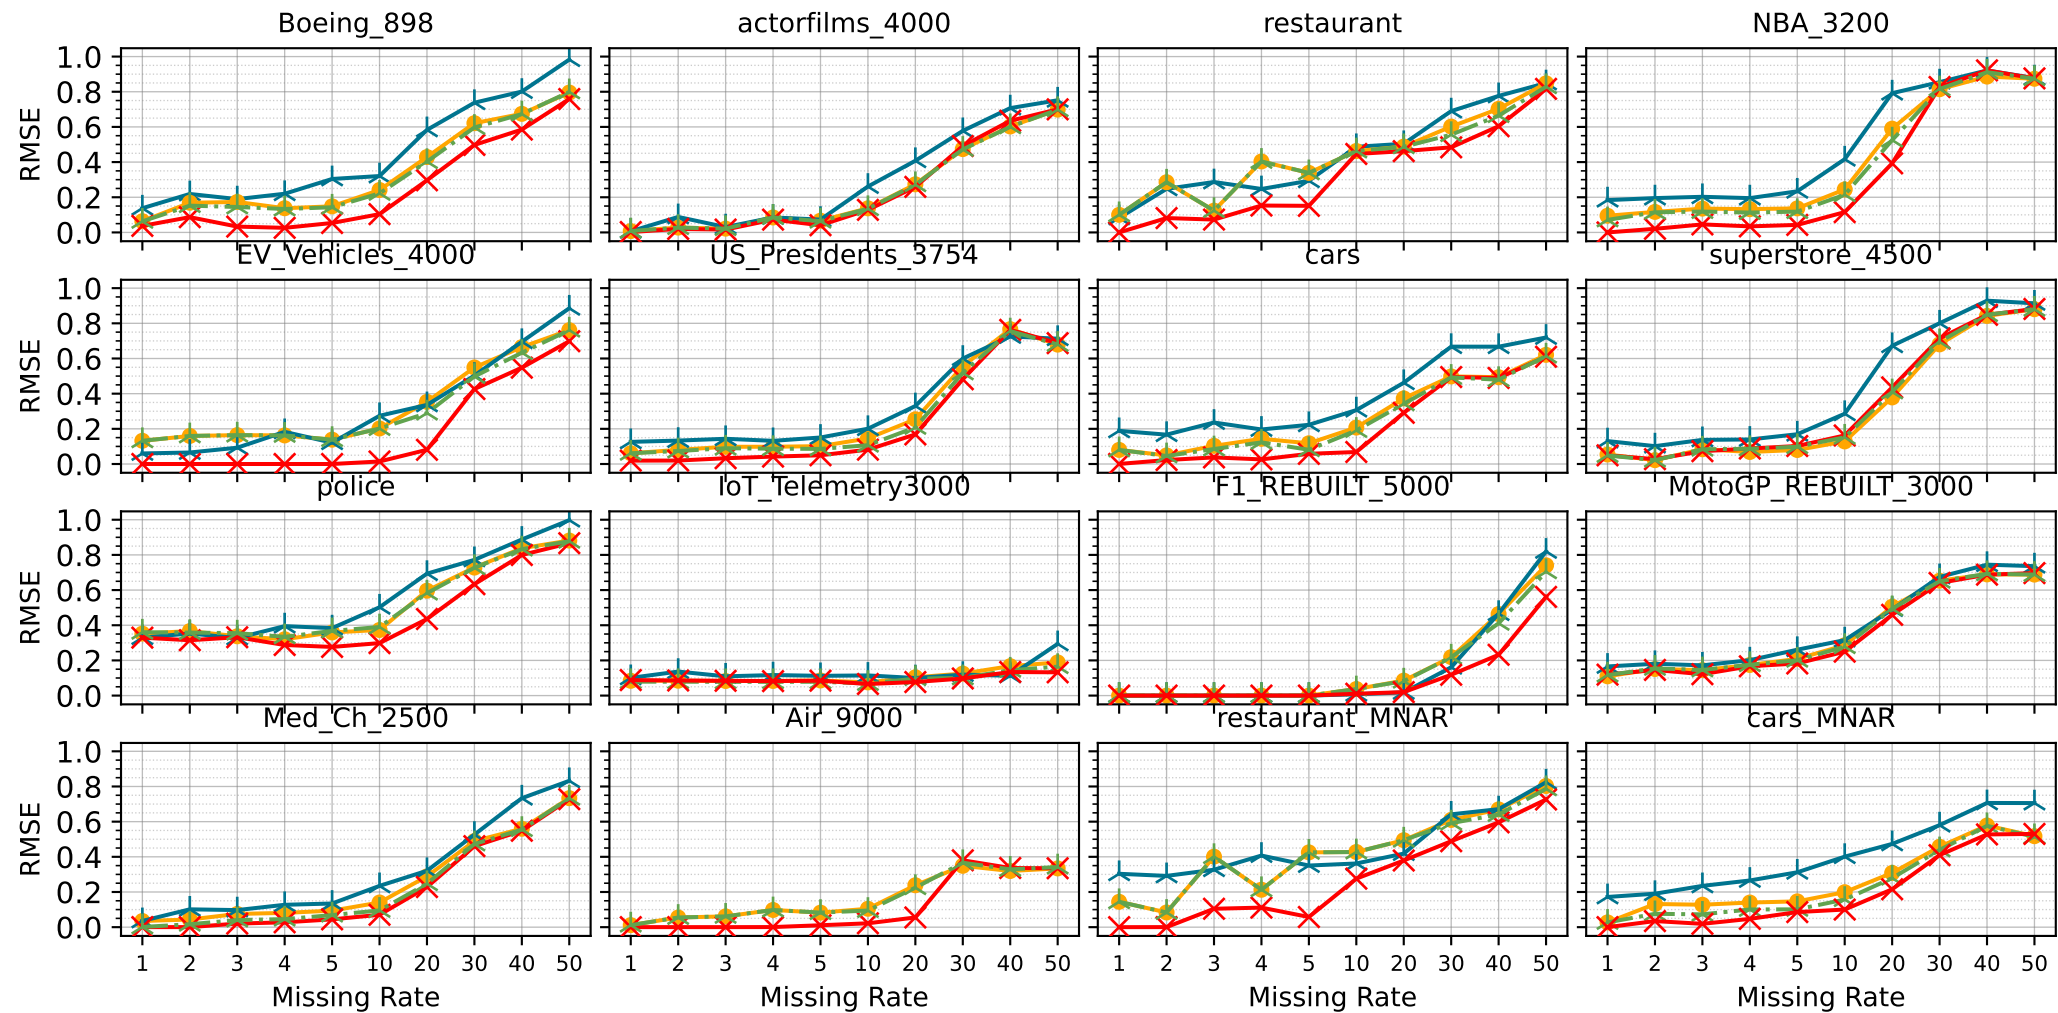 Boeing_898 actorfilms_4000 restaurant NBA_3200
RMSE
1.0
0.8
0.6
0.4
0.2
0.0
EV_Vehicles_4000 US_Presidents_3754 cars superstore_4500
RMSE
1.0
0.8
0.6
0.4
0.2
0.0
police IoT_Telemetry3000 F1_REBUILT_5000 MotoGP_REBUILT_3000
RMSE
1.0
0.8
0.6
0.4
0.2
0.0
Med_Ch_2500 Air_9000 restaurant_MNAR cars_MNAR
RMSE
1.0
0.8
0.6
0.4
0.2
0.0
1 2 3 4 5 10 20 30 40 50 1 2 3 4 5 10 20 30 40 50 1 2 3 4 5 10 20 30 40 50 1 2 3 4 5 10 20 30 40 50
Missing Rate Missing Rate Missing Rate Missing Rate